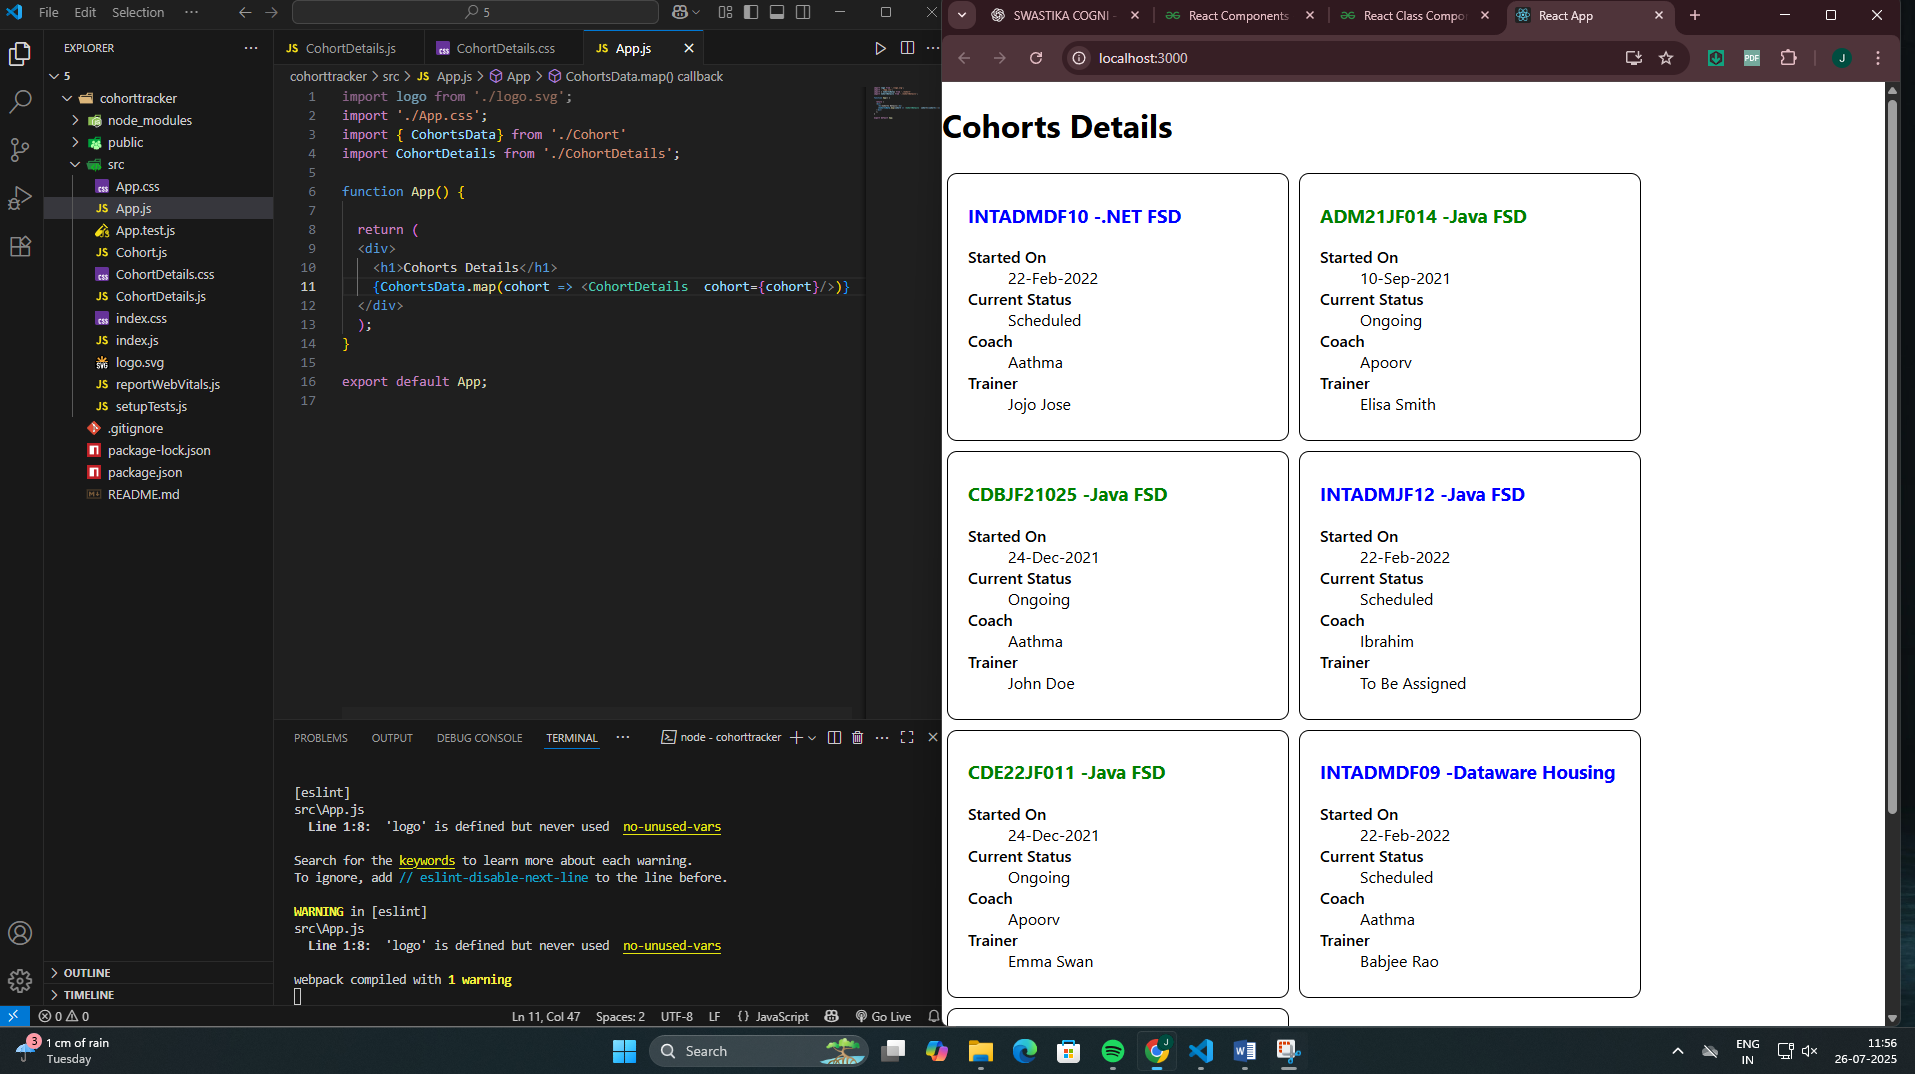 File Edit Selection ···
5
EXPLORER
5
cohorttracker
node_modules
public
src
App.css
App.js
App.test.js
Cohort.js
CohortDetails.css
CohortDetails.js
index.css
index.js
logo.svg
reportWebVitals.js
setupTests.js
.gitignore
package-lock.json
package.json
README.md
OUTLINE
TIMELINE
CohortDetails.js CohortDetails.css App.js
cohorttracker > src > JS App.js > App > CohortsData.map() callback
1 import logo from './logo.svg';
2 import './App.css';
3 import { CohortsData} from './Cohort'
4 import CohortDetails from './CohortDetails';
5
6 function App() {
7
8 return (
9 <div>
10 <h1>Cohorts Details</h1>
11 {CohortsData.map(cohort => <CohortDetails  cohort={cohort}/>)}
12 </div>
13 );
14 }
15
16 export default App;
17
PROBLEMS OUTPUT DEBUG CONSOLE TERMINAL ··· node - cohorttracker
[eslint]
src\App.js
Line 1:8:  'logo' is defined but never used  no-unused-vars
Search for the keywords to learn more about each warning.
To ignore, add // eslint-disable-next-line to the line before.
WARNING in [eslint]
src\App.js
Line 1:8:  'logo' is defined but never used  no-unused-vars
webpack compiled with 1 warning
0 0 Ln 11, Col 47 Spaces: 2 UTF-8 LF {} JavaScript Go Live
SWASTIKA COGNI - React Components React Class Compo React App
localhost:3000
PDF
J
Cohorts Details
INTADMDF10 -.NET FSD
Started On
22-Feb-2022
Current Status
Scheduled
Coach
Aathma
Trainer
Jojo Jose
ADM21JF014 -Java FSD
Started On
10-Sep-2021
Current Status
Ongoing
Coach
Apoorv
Trainer
Elisa Smith
CDBJF21025 -Java FSD
Started On
24-Dec-2021
Current Status
Ongoing
Coach
Aathma
Trainer
John Doe
INTADMJF12 -Java FSD
Started On
22-Feb-2022
Current Status
Scheduled
Coach
Ibrahim
Trainer
To Be Assigned
CDE22JF011 -Java FSD
Started On
24-Dec-2021
Current Status
Ongoing
Coach
Apoorv
Trainer
Emma Swan
INTADMDF09 -Dataware Housing
Started On
22-Feb-2022
Current Status
Scheduled
Coach
Aathma
Trainer
Babjee Rao
3
1 cm of rain
Tuesday
Search
ENG
IN
11:56
26-07-2025